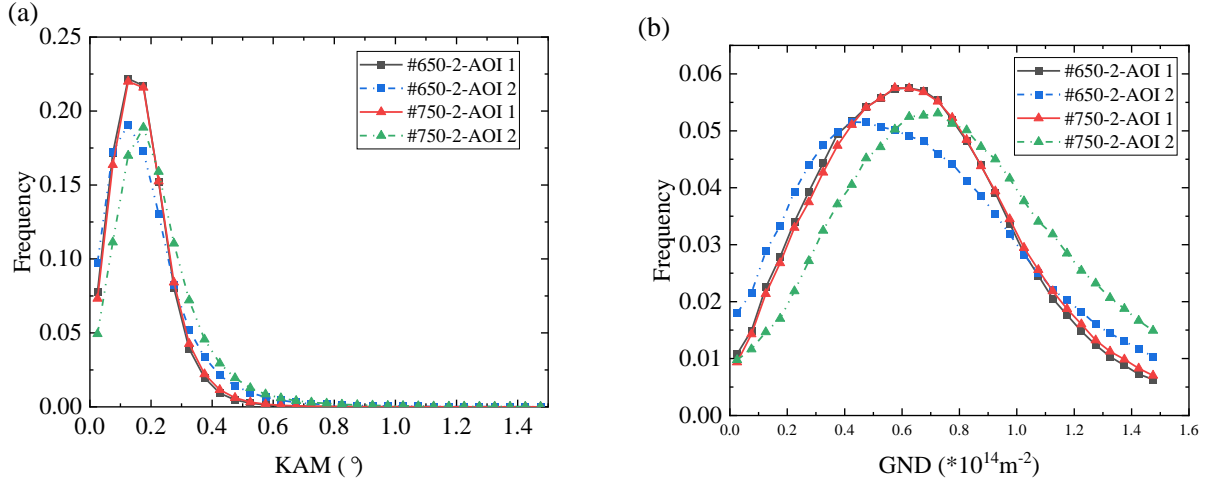 (a)
0.25
0.20
0.15
0.10
0.05
0.00
Frequency
0.0 0.2 0.4 0.6 0.8 1.0 1.2 1.4
KAM ( °)
#650-2-AOI 1
#650-2-AOI 2
#750-2-AOI 1
#750-2-AOI 2
(b)
0.06
0.05
0.04
0.03
0.02
0.01
0.00
Frequency
0.0 0.2 0.4 0.6 0.8 1.0 1.2 1.4 1.6
GND (*10¹⁴m⁻²)
#650-2-AOI 1
#650-2-AOI 2
#750-2-AOI 1
#750-2-AOI 2